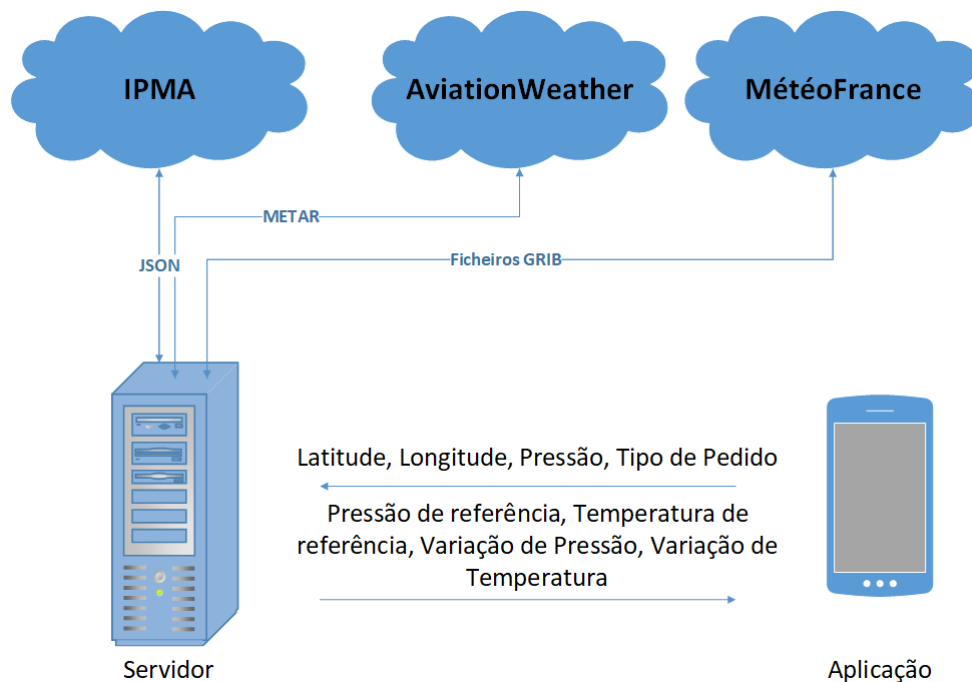 IPMA
AviationWeather
MétéoFrance
METAR
JSON
Ficheiros GRIB
Latitude, Longitude, Pressão, Tipo de Pedido
Pressão de referência, Temperatura de
referência, Variação de Pressão, Variação de
Temperatura
Servidor
Aplicação